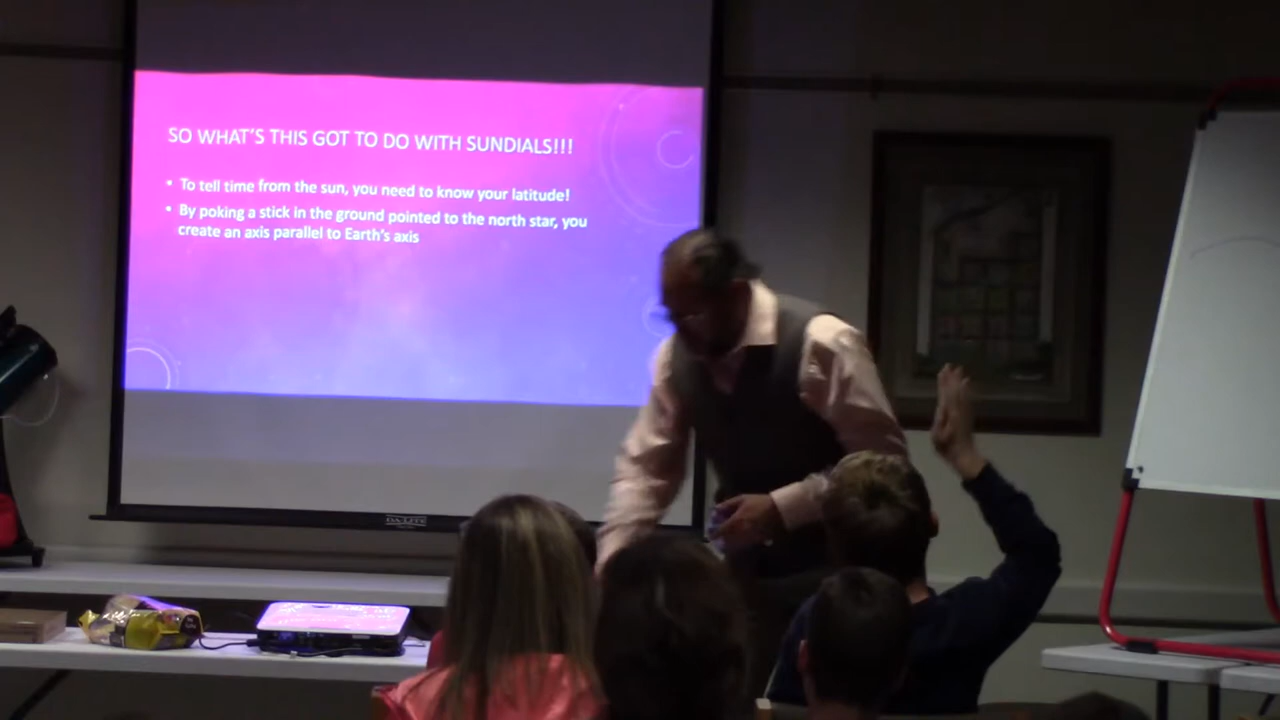 SO WHAT'S THIS GOT TO DO WITH SUNDIALS!!!
• To tell time from the sun, you need to know your latitude!
• By poking a stick in the ground pointed to the north star, you
create an axis parallel to Earth's axis
DA-LITE